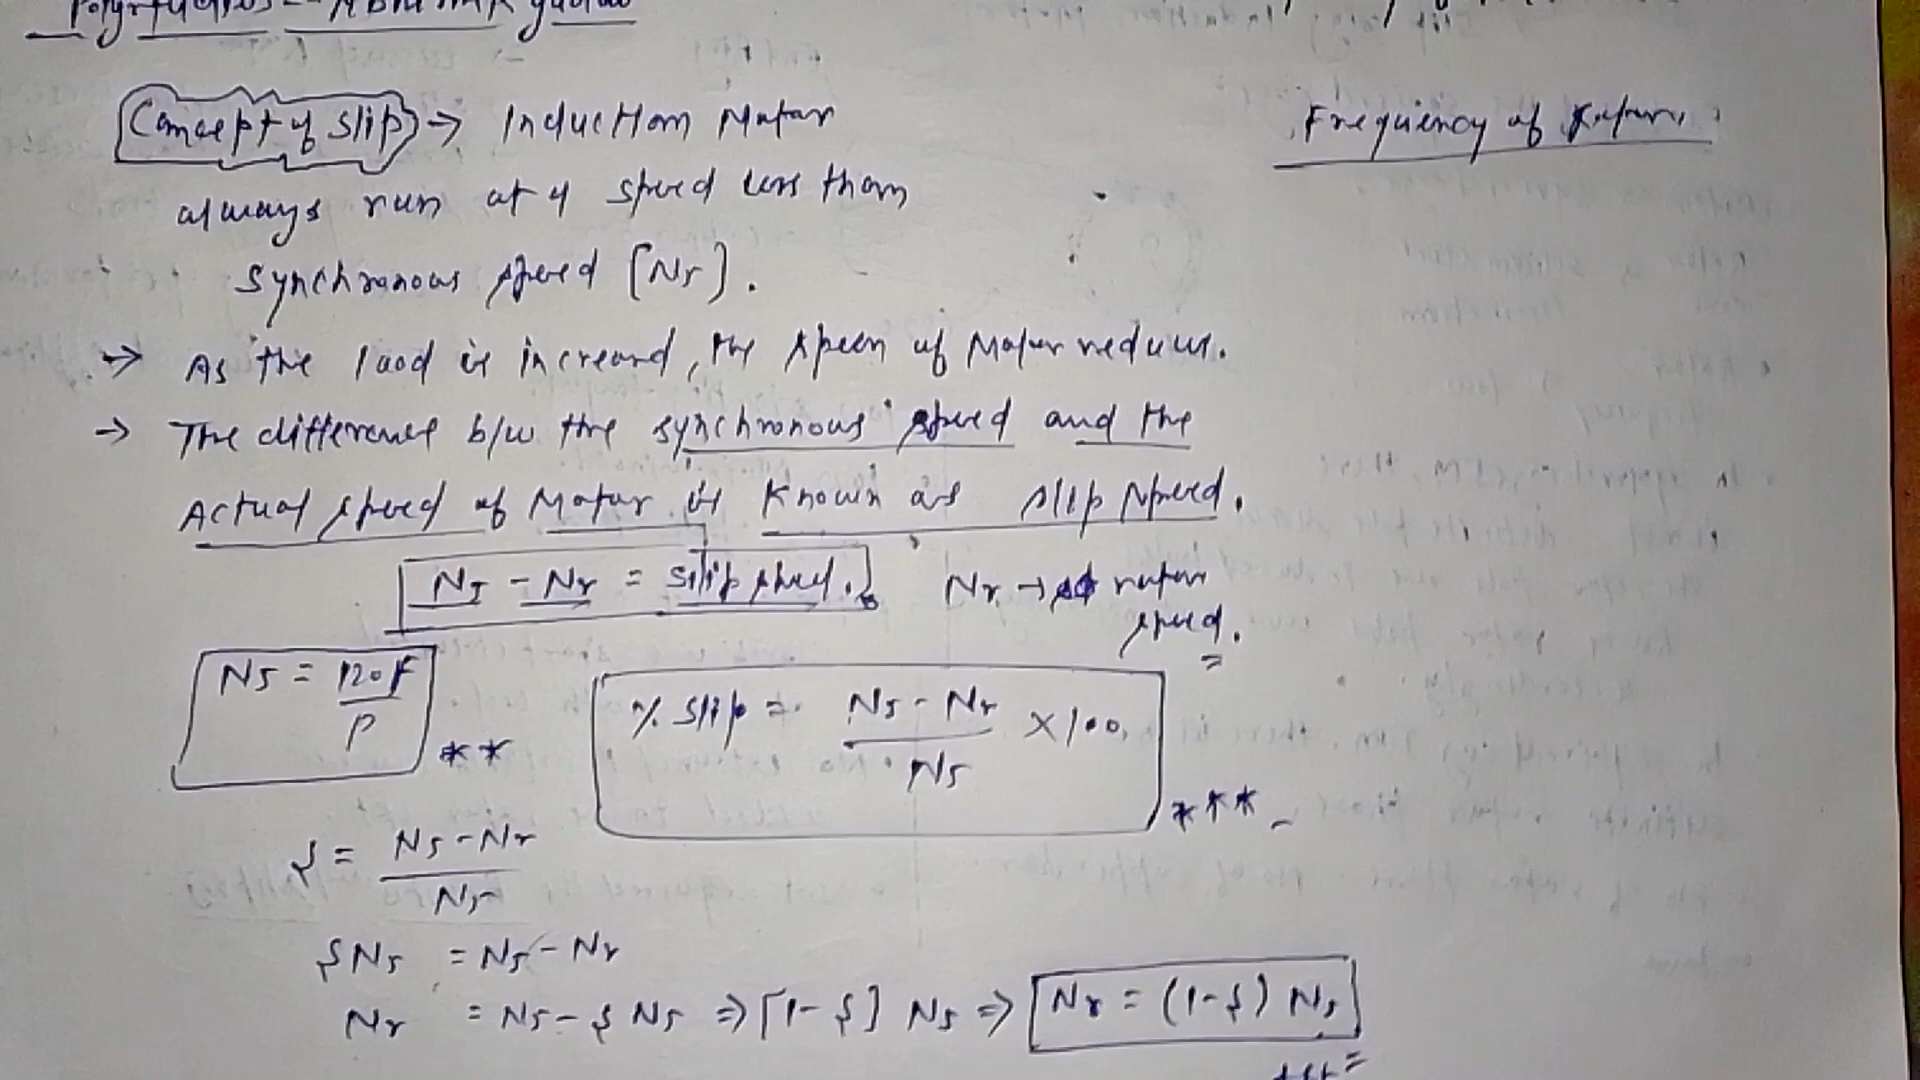 Concept of slip → Induction Motor
always run at a speed less than
synchronous speed [Ns].
→ As the load is increased, the speed of Motor reduces.
→ The difference b/w the synchronous speed and the
Actual speed of Motor is known as slip speed.
Ns - Nr = slip speed. Nr → rotor
speed.
Ns = 120f / P **
% slip = Ns - Nr / Ns × 100 ***
s = Ns - Nr / Ns
sNs = Ns - Nr
Nr = Ns - s Ns ⇒ [1 - s] Ns ⇒ Nr = (1-s) Ns
Frequency of Rotor